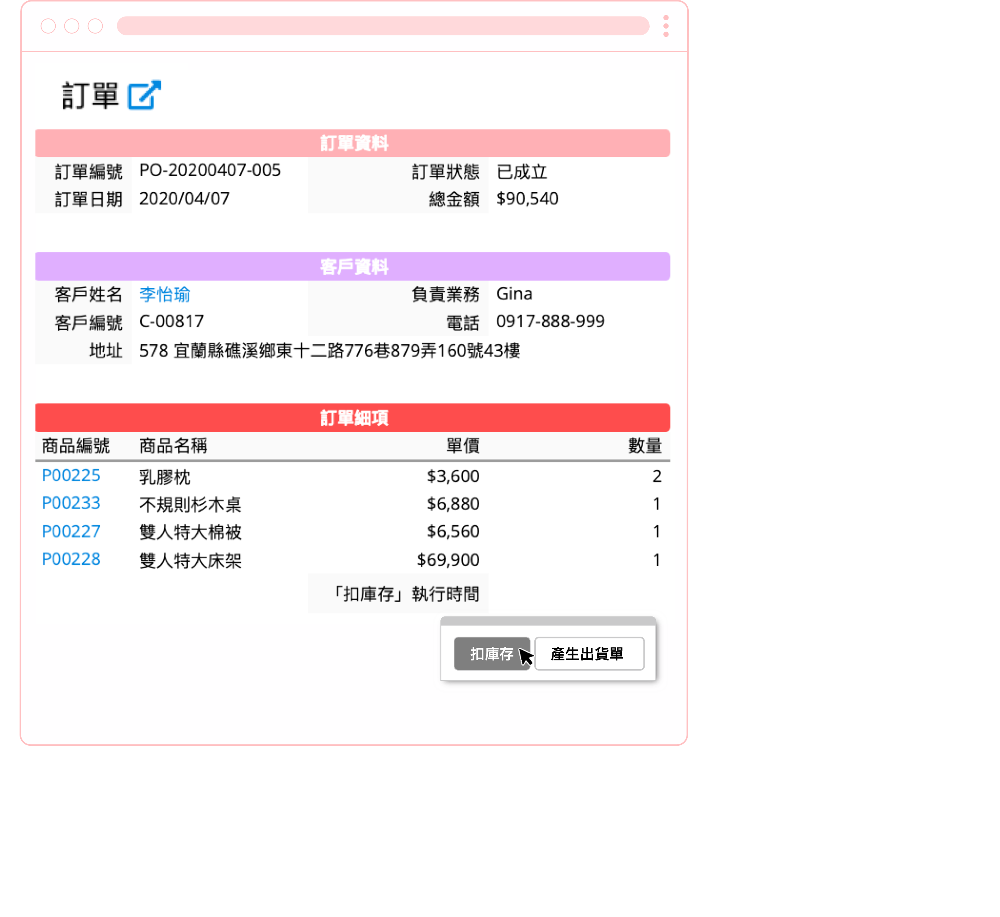 訂單
訂單資料
訂單編號 PO-20200407-005 訂單狀態 已成立
訂單日期 2020/04/07 總金額 $90,540
客戶資料
客戶姓名 李怡瑜 負責業務 Gina
客戶編號 C-00817 電話 0917-888-999
地址 578 宜蘭縣礁溪鄉東十二路776巷879弄160號43樓
訂單細項
商品編號 商品名稱 單價 數量
P00225 乳膠枕 $3,600 2
P00233 不規則杉木桌 $6,880 1
P00227 雙人特大棉被 $6,560 1
P00228 雙人特大床架 $69,900 1
「扣庫存」執行時間
扣庫存 產生出貨單